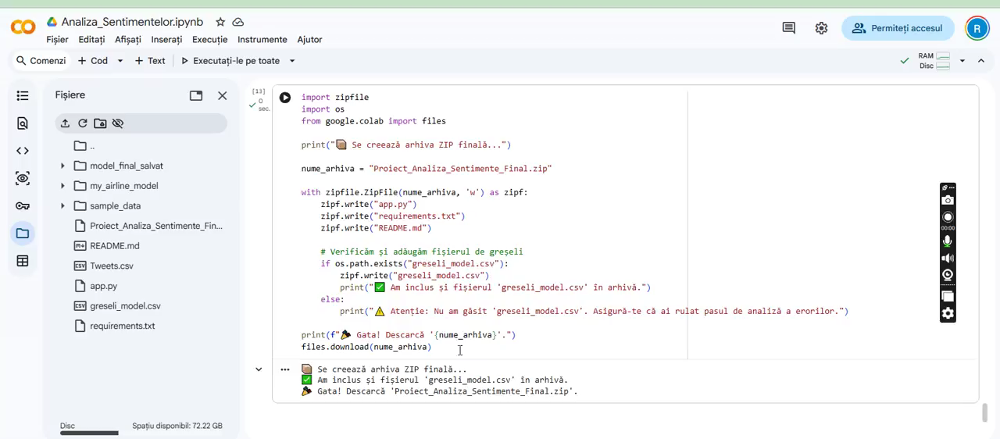 Analiza_Sentimentelor.ipynb
Fișier Editați Afișați Inserați Execuție Instrumente Ajutor
Permiteți accesul
R
Comenzi + Cod + Text Executați-le pe toate
RAM
Disc
Fișiere
..
model_final_salvat
my_airline_model
sample_data
Proiect_Analiza_Sentimente_Fin...
README.md
Tweets.csv
app.py
greseli_model.csv
requirements.txt
Disc Spațiu disponibil: 72.22 GB
[13]
0
sec.
import zipfile
import os
from google.colab import files
print("📦 Se creează arhiva ZIP finală...")
nume_arhiva = "Proiect_Analiza_Sentimente_Final.zip"
with zipfile.ZipFile(nume_arhiva, 'w') as zipf:
zipf.write("app.py")
zipf.write("requirements.txt")
zipf.write("README.md")
# Verificăm și adăugăm fișierul de greșeli
if os.path.exists("greseli_model.csv"):
zipf.write("greseli_model.csv")
print("✅ Am inclus și fișierul 'greseli_model.csv' în arhivă.")
else:
print("⚠️ Atenție: Nu am găsit 'greseli_model.csv'. Asigură-te că ai rulat pasul de analiză a erorilor.")
print(f"🎉 Gata! Descarcă '{nume_arhiva}'.")
files.download(nume_arhiva)
📦 Se creează arhiva ZIP finală...
✅ Am inclus și fișierul 'greseli_model.csv' în arhivă.
🎉 Gata! Descarcă 'Proiect_Analiza_Sentimente_Final.zip'.
00:00